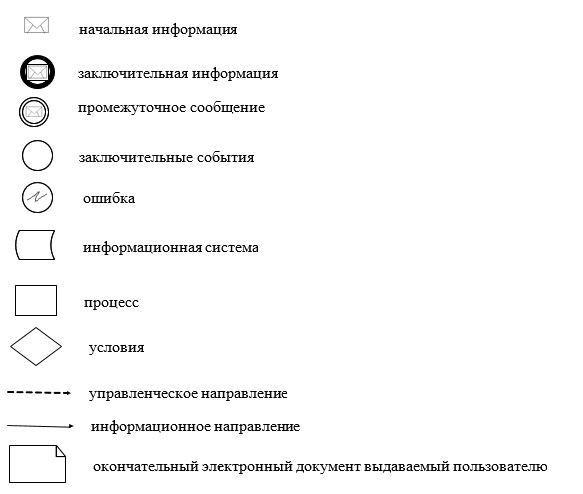 начальная информация
заключительная информация
промежуточное сообщение
заключительные события
ошибка
информационная система
процесс
условия
управленческое направление
информационное направление
окончательный электронный документ выдаваемый пользователю